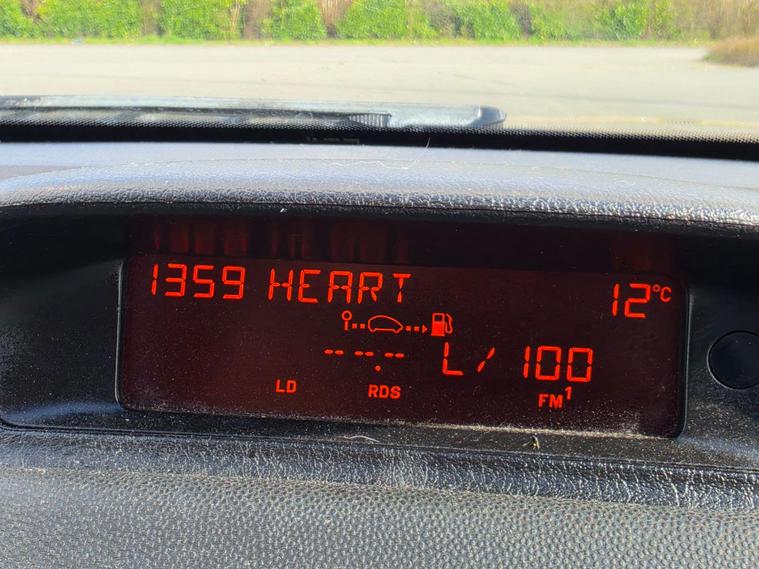 1359 HEART 12°C
-- --.-- L/100
LD RDS FM1